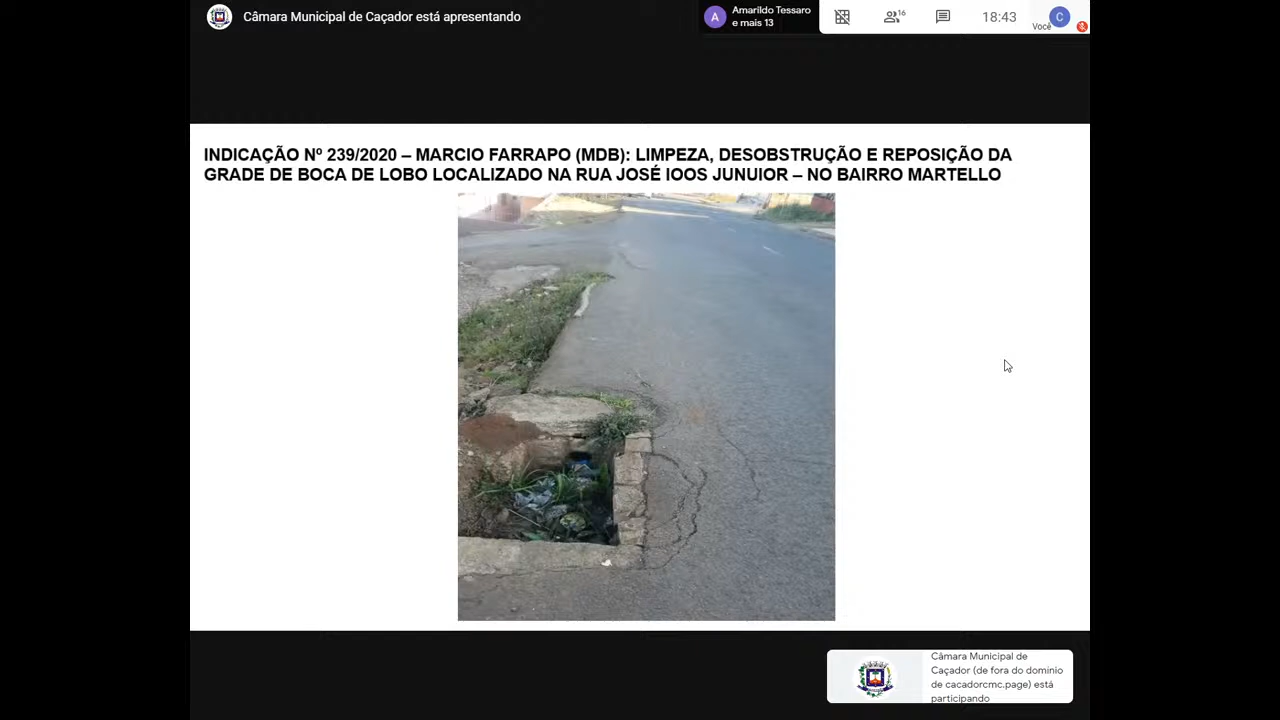 Câmara Municipal de Caçador está apresentando
A
Amarildo Tessaro
e mais 13
16
18:43
Você
C
INDICAÇÃO Nº 239/2020 – MARCIO FARRAPO (MDB): LIMPEZA, DESOBSTRUÇÃO E REPOSIÇÃO DA
GRADE DE BOCA DE LOBO LOCALIZADO NA RUA JOSÉ IOOS JUNUIOR – NO BAIRRO MARTELLO
Câmara Municipal de
Caçador (de fora do domínio
de cacadorcmc.page) está
participando